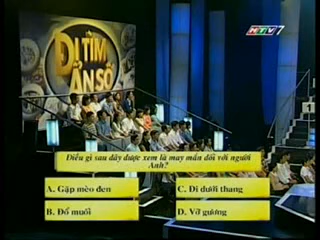 HTV7
ĐI TÌM
ẨN SỐ
Điều gì sau đây được xem là may mắn đối với người
Anh?
A. Gặp mèo đen
C. Đi dưới thang
B. Đổ muối
D. Vỡ gương
1